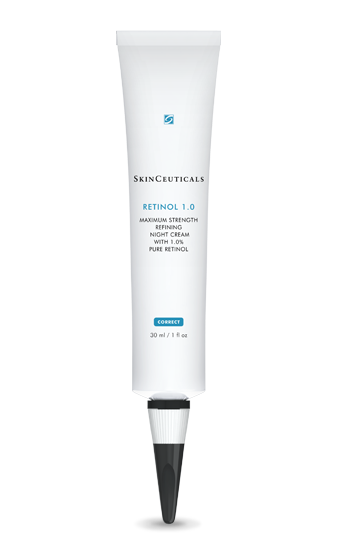 SKINCEUTICALS
RETINOL 1.0
MAXIMUM STRENGTH
REFINING
NIGHT CREAM
WITH 1.0%
PURE RETINOL
CORRECT
30 ml / 1 fl oz